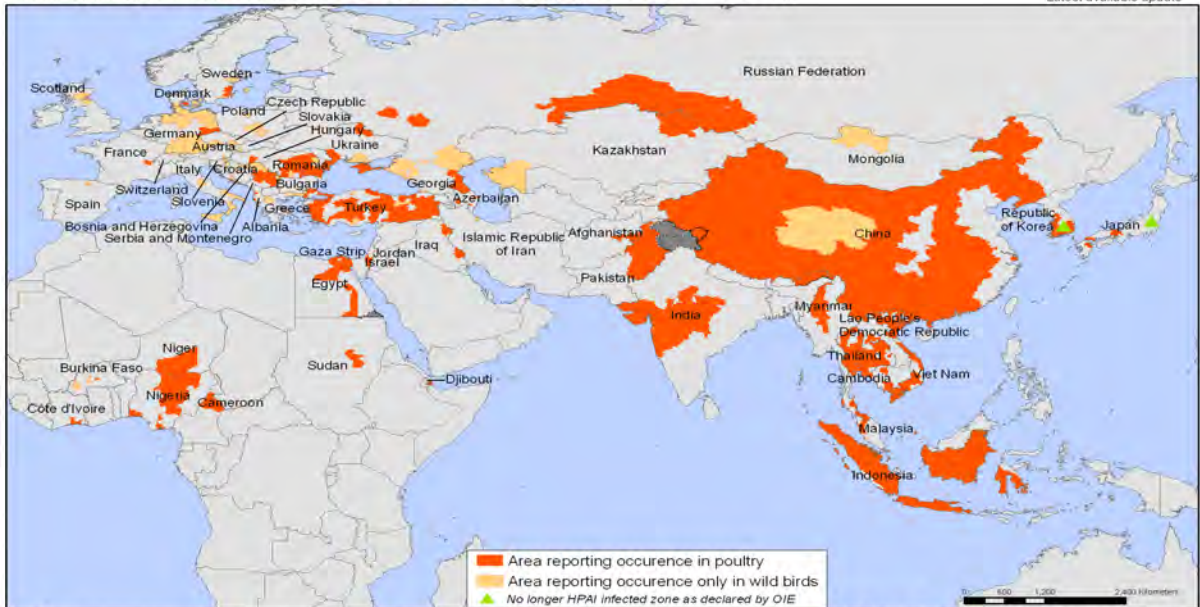 Latest available update
Scotland
Sweden
Denmark
Russian Federation
Czech Republic
Poland
Slovakia
Germany
Hungary
Austria
Ukraine
France
Kazakhstan
Mongolia
Italy
Croatia
Romania
Switzerland
Bulgaria
Georgia
Azerbaijan
Spain
Slovenia
Greece
Turkey
Bosnia and Herzegovina
Albania
Serbia and Montenegro
Republic
of Korea
Japan
China
Afghanistan
Islamic Republic
of Iran
Iraq
Gaza Strip
Jordan
Israel
Pakistan
Egypt
India
Myanmar
Lao People's
Democratic Republic
Niger
Burkina Faso
Sudan
Thailand
Djibouti
Cambodia
Viet Nam
Nigeria
Côte d'Ivoire
Cameroon
Malaysia,
Indonesia
Area reporting occurence in poultry
Area reporting occurence only in wild birds
No longer HPAI infected zone as declared by OIE
0 600 1,200 2,400 Kilometers